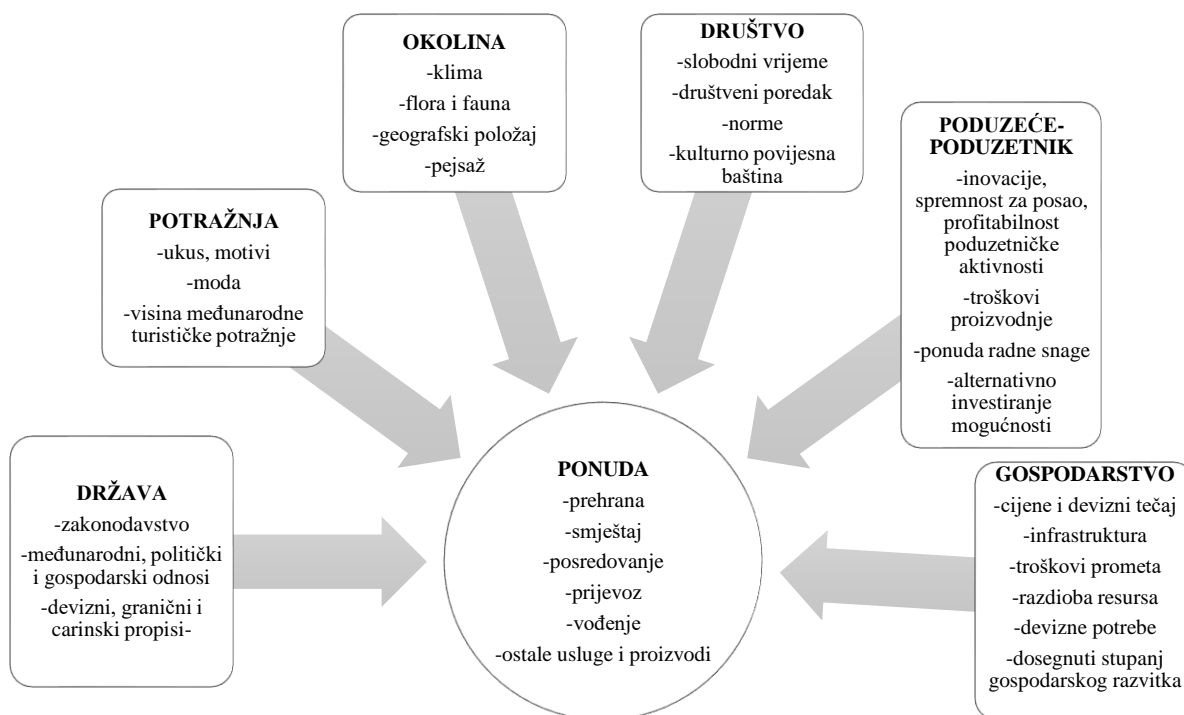 OKOLINA
-klima
-flora i fauna
-geografski položaj
-pejsaž
DRUŠTVO
-slobodni vrijeme
-društveni poredak
-norme
-kulturno povijesna
baština
PODUZEĆE-
PODUZETNIK
-inovacije,
spremnost za posao,
profitabilnost
poduzetničke
aktivnosti
-troškovi
proizvodnje
-ponuda radne snage
-alternativno
investiranje
mogućnosti
POTRAŽNJA
-ukus, motivi
-moda
-visina međunarodne
turističke potražnje
DRŽAVA
-zakonodavstvo
-međunarodni, politički
i gospodarski odnosi
-devizni, granični i
carinski propisi-
PONUDA
-prehrana
-smještaj
-posredovanje
-prijevoz
-vođenje
-ostale usluge i proizvodi
GOSPODARSTVO
-cijene i devizni tečaj
-infrastruktura
-troškovi prometa
-razdioba resursa
-devizne potrebe
-dosegnuti stupanj
gospodarskog razvitka